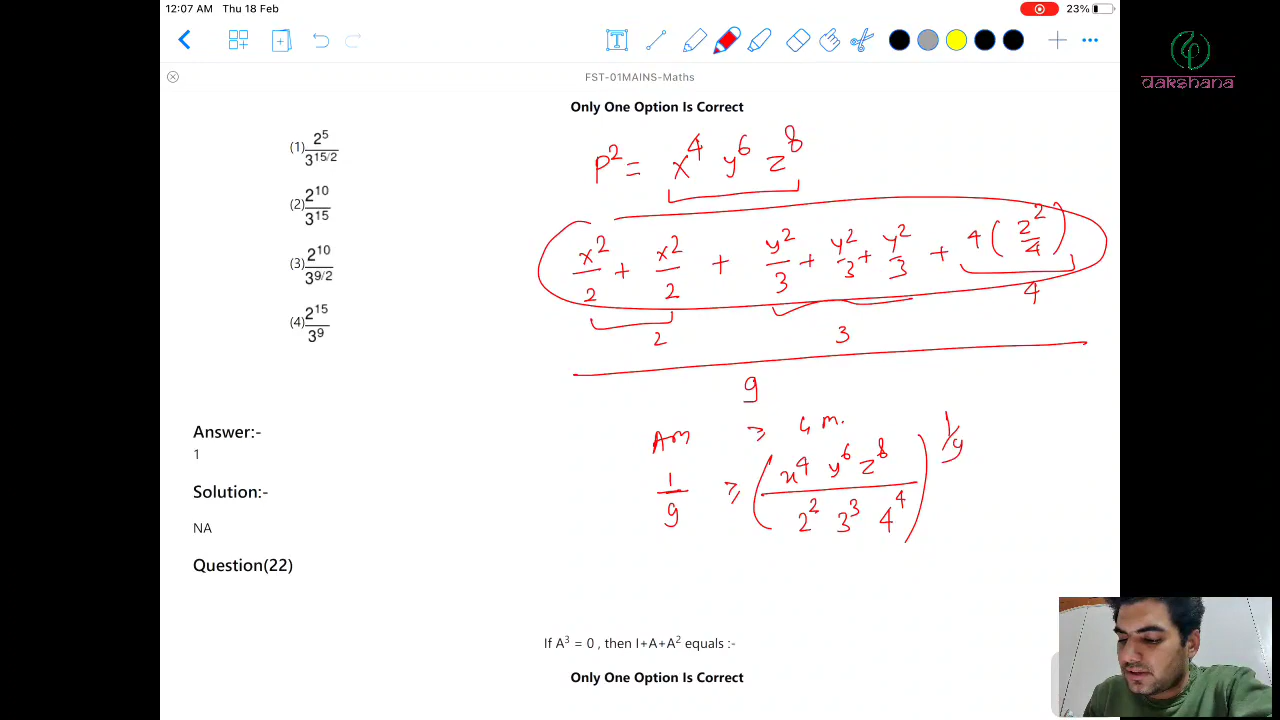 12:07 AM Thu 18 Feb 23%
dakshana
FST-01MAINS-Maths
Only One Option Is Correct
(1) 2^5 / 3^15/2
(2) 2^10 / 3^15
(3) 2^10 / 3^9/2
(4) 2^15 / 3^9
P^2 = x^4 y^6 z^8
x^2/2 + x^2/2 + y^2/3 + y^2/3 + y^2/3 + 4(z^2/4)
2 3 4
9
Am ≥ G m.
1/9 ≥ (x^4 y^6 z^8 / 2^2 3^3 4^4)^1/9
Answer:-
1
Solution:-
NA
Question(22)
If A^3 = 0 , then I+A+A^2 equals :-
Only One Option Is Correct